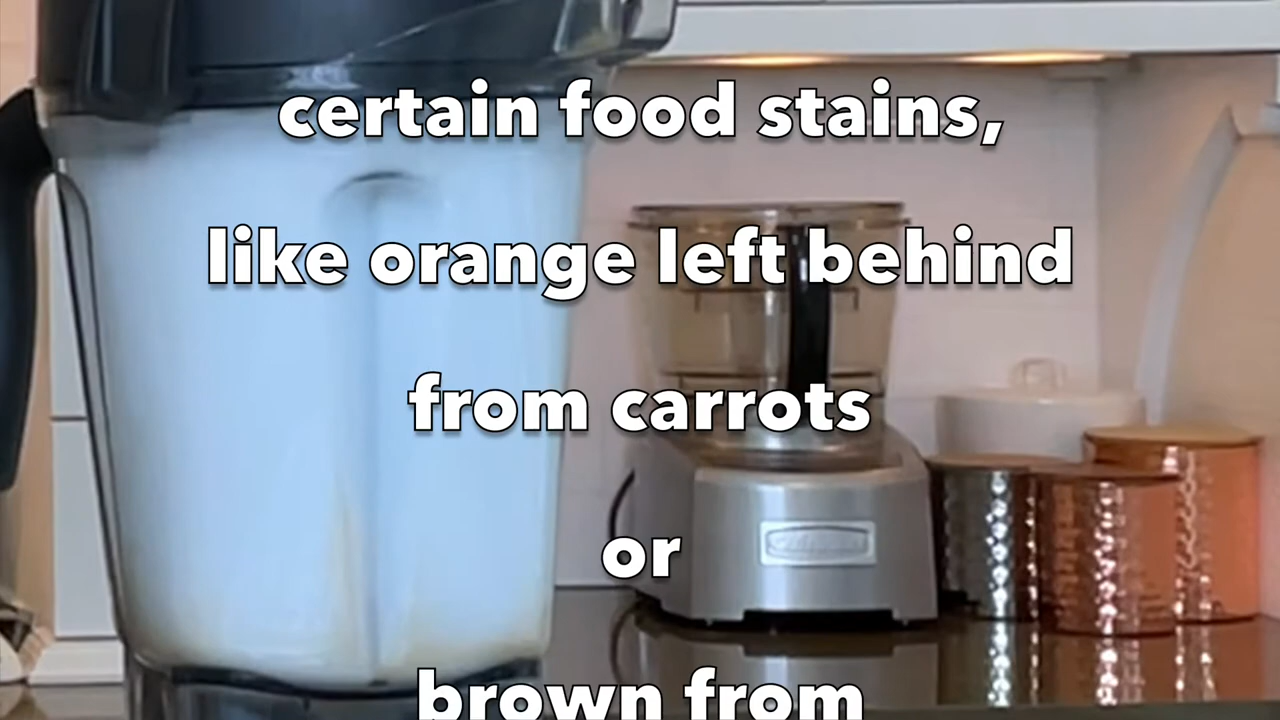 certain food stains,
like orange left behind
from carrots
or
brown from